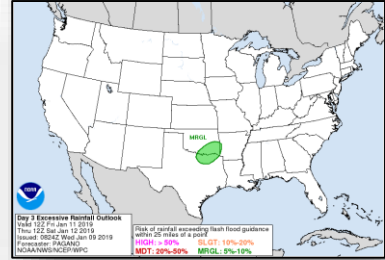 MRGL
noaa
Day 3 Excessive Rainfall Outlook
Valid 12Z Fri Jan 11 2019
Thru 12Z Sat Jan 12 2019
Issued: 0824Z Wed Jan 09 2019
Forecaster: PAGANO
NOAA/NWS/NCEP/WPC
Risk of rainfall exceeding flash flood guidance
within 25 miles of a point
HIGH: > 50% SLGT: 10%-20%
MDT: 20%-50% MRGL: 5%-10%